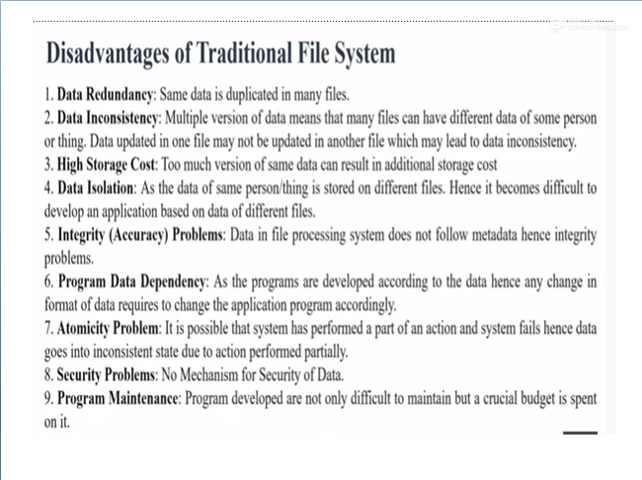 Disadvantages of Traditional File System
1. Data Redundancy: Same data is duplicated in many files.
2. Data Inconsistency: Multiple version of data means that many files can have different data of some person
or thing. Data updated in one file may not be updated in another file which may lead to data inconsistency.
3. High Storage Cost: Too much version of same data can result in additional storage cost
4. Data Isolation: As the data of same person/thing is stored on different files. Hence it becomes difficult to
develop an application based on data of different files.
5. Integrity (Accuracy) Problems: Data in file processing system does not follow metadata hence integrity
problems.
6. Program Data Dependency: As the programs are developed according to the data hence any change in
format of data requires to change the application program accordingly.
7. Atomicity Problem: It is possible that system has performed a part of an action and system fails hence data
goes into inconsistent state due to action performed partially.
8. Security Problems: No Mechanism for Security of Data.
9. Program Maintenance: Program developed are not only difficult to maintain but a crucial budget is spent
on it.